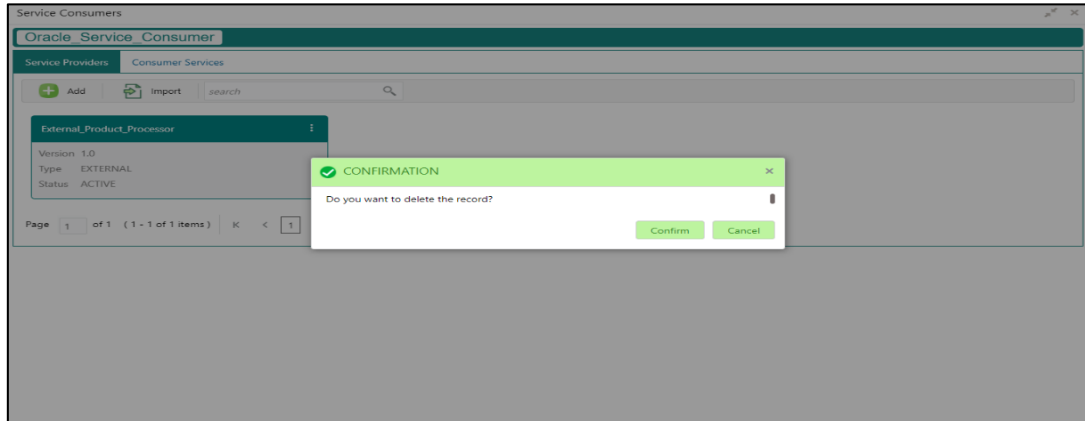 Service Consumers
Oracle_Service_Consumer
Service Providers Consumer Services
Add Import search
External_Product_Processor
Version 1.0
Type EXTERNAL
Status ACTIVE
CONFIRMATION
Do you want to delete the record?
Confirm Cancel
Page 1 of 1 (1 - 1 of 1 items) K < 1